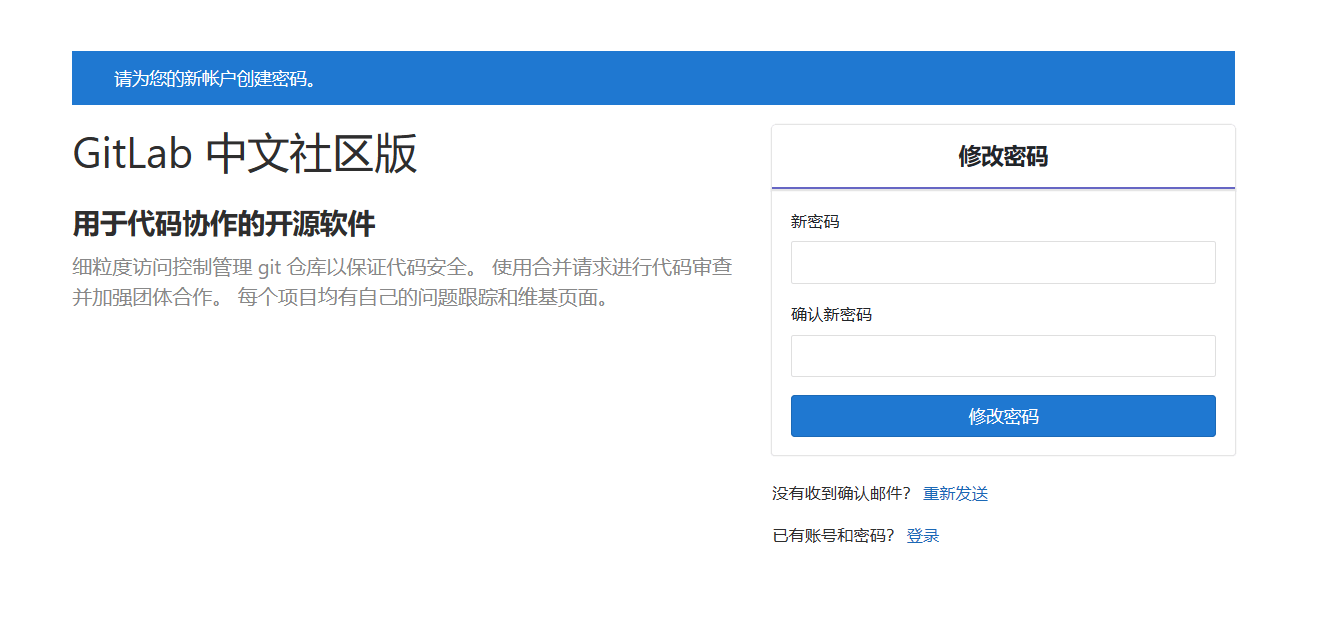 请为您的新帐户创建密码。
GitLab 中文社区版
用于代码协作的开源软件
细粒度访问控制管理 git 仓库以保证代码安全。 使用合并请求进行代码审查
并加强团体合作。 每个项目均有自己的问题跟踪和维基页面。
修改密码
新密码
确认新密码
修改密码
没有收到确认邮件？ 重新发送
已有账号和密码？ 登录